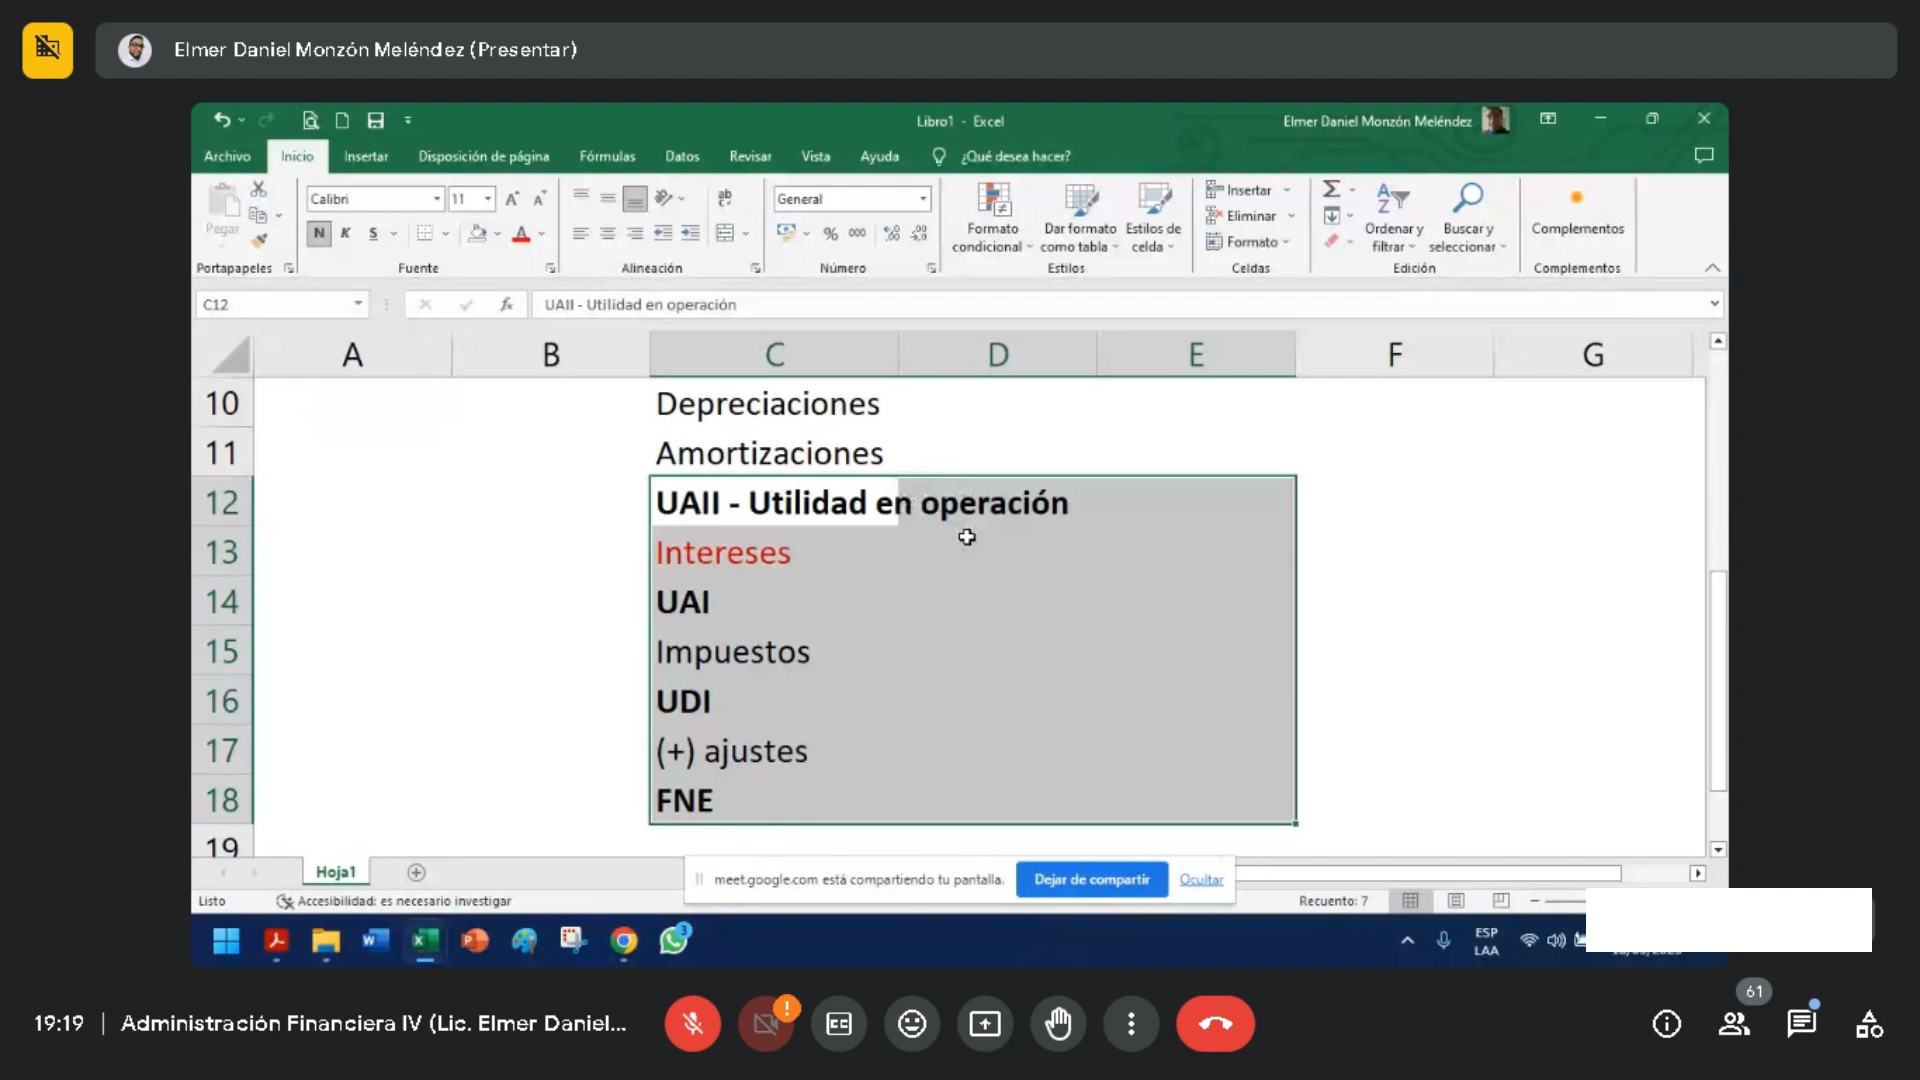 Elmer Daniel Monzón Meléndez (Presentar)
Libro1 - Excel
Elmer Daniel Monzón Meléndez
Archivo Inicio Insertar Disposición de página Fórmulas Datos Revisar Vista Ayuda ¿Qué desea hacer?
Pegar
Portapapeles
Calibri 11
N K S
Fuente
ab
Alineación
General
% 000
Número
Formato condicional
Dar formato como tabla
Estilos de celda
Estilos
Insertar
Eliminar
Formato
Celdas
Ordenar y filtrar
Buscar y seleccionar
Edición
Complementos
Complementos
C12 fx UAII - Utilidad en operación
A B C D E F G
10 Depreciaciones
11 Amortizaciones
12 UAII - Utilidad en operación
13 Intereses
14 UAI
15 Impuestos
16 UDI
17 (+) ajustes
18 FNE
19
Hoja1
meet.google.com está compartiendo tu pantalla. Dejar de compartir Ocultar
Listo Accesibilidad: es necesario investigar Recuento: 7
3
ESP
LAA
61
19:19 | Administración Financiera IV (Lic. Elmer Daniel...